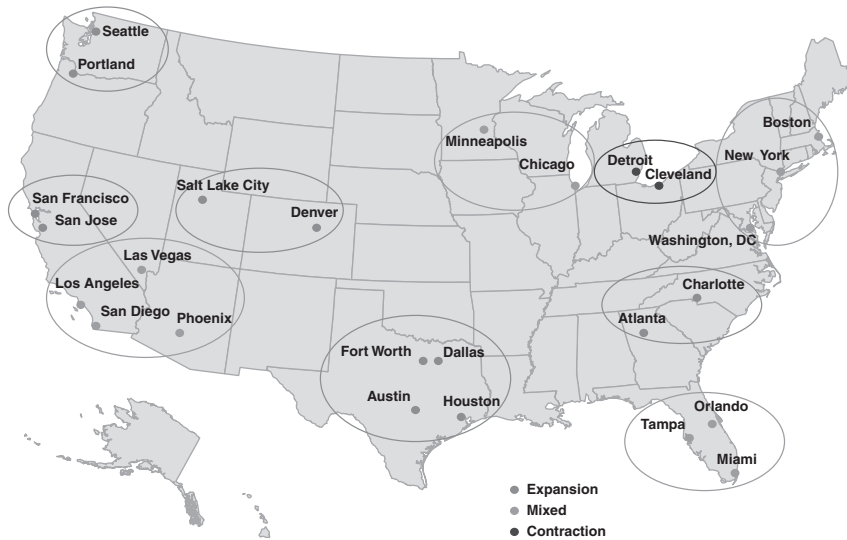 Seattle
Portland
Boston
Minneapolis
New York
Chicago
Detroit
Cleveland
Salt Lake City
San Francisco
Denver
San Jose
Washington, DC
Las Vegas
Los Angeles
Charlotte
San Diego
Phoenix
Atlanta
Fort Worth
Dallas
Austin
Houston
Orlando
Tampa
Miami
Expansion
Mixed
Contraction